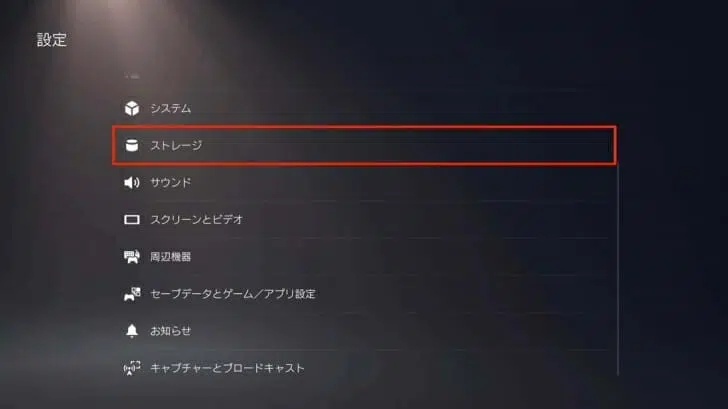 設定
システム
ストレージ
サウンド
スクリーンとビデオ
周辺機器
セーブデータとゲーム／アプリ設定
お知らせ
キャプチャーとブロードキャスト